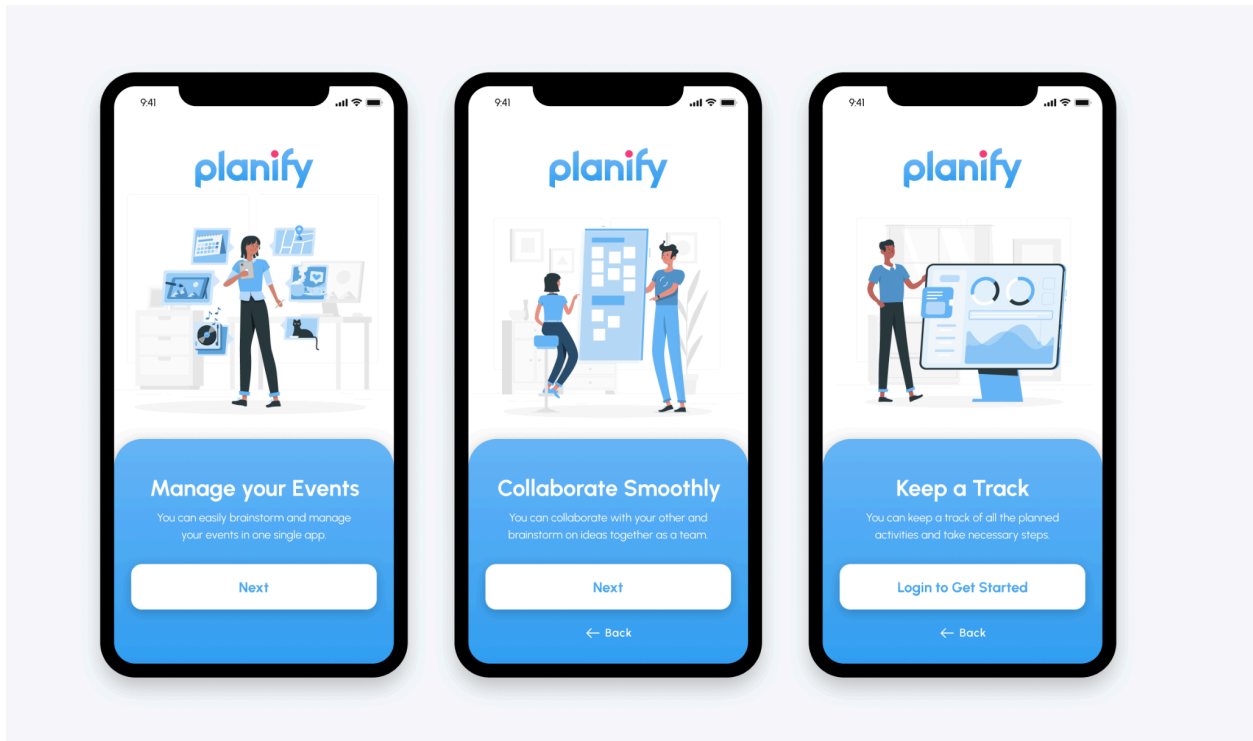 9:41
planify
Manage your Events
You can easily brainstorm and manage
your events in one single app.
Next
9:41
planify
Collaborate Smoothly
You can collaborate with your other and
brainstorm on ideas together as a team.
Next
← Back
9:41
planify
Keep a Track
You can keep a track of all the planned
activities and take necessary steps.
Login to Get Started
← Back